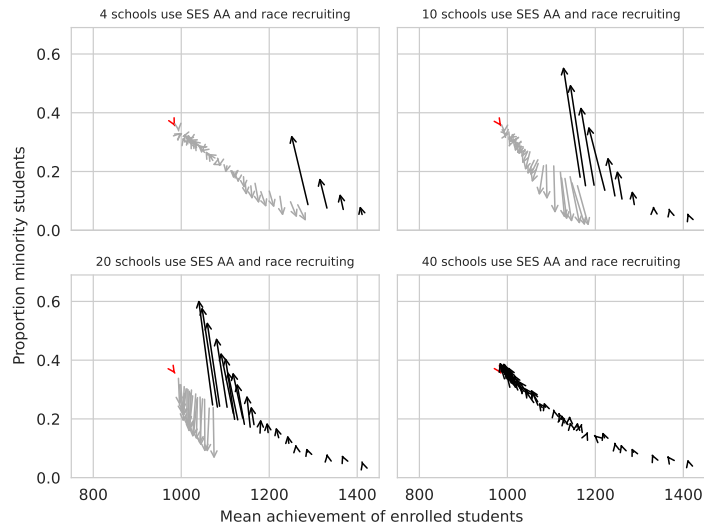 4 schools use SES AA and race recruiting
10 schools use SES AA and race recruiting
0.6
0.4
0.2
0.0
20 schools use SES AA and race recruiting
40 schools use SES AA and race recruiting
0.6
0.4
0.2
0.0
800 1000 1200 1400
800 1000 1200 1400
Proportion minority students
Mean achievement of enrolled students